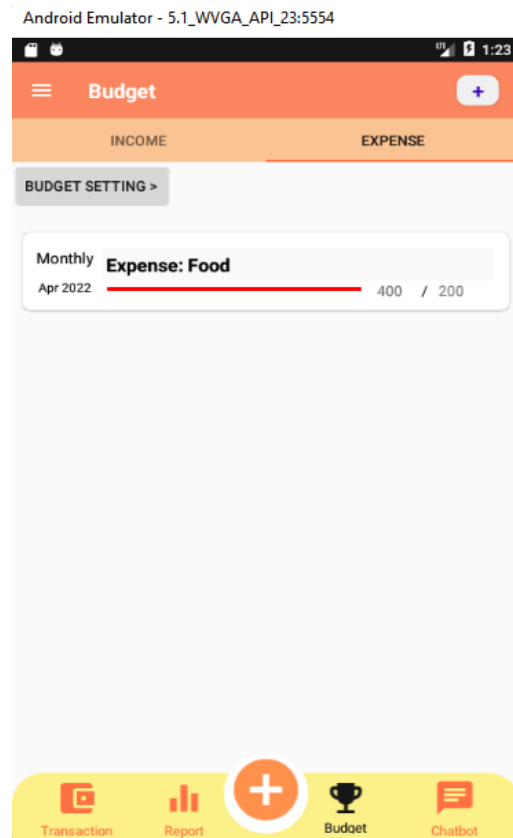 Android Emulator - 5.1_WVGA_API_23:5554
LTE 1:23
Budget +
INCOME EXPENSE
BUDGET SETTING >
Monthly Expense: Food
Apr 2022 400 / 200
Transaction Report Budget Chatbot